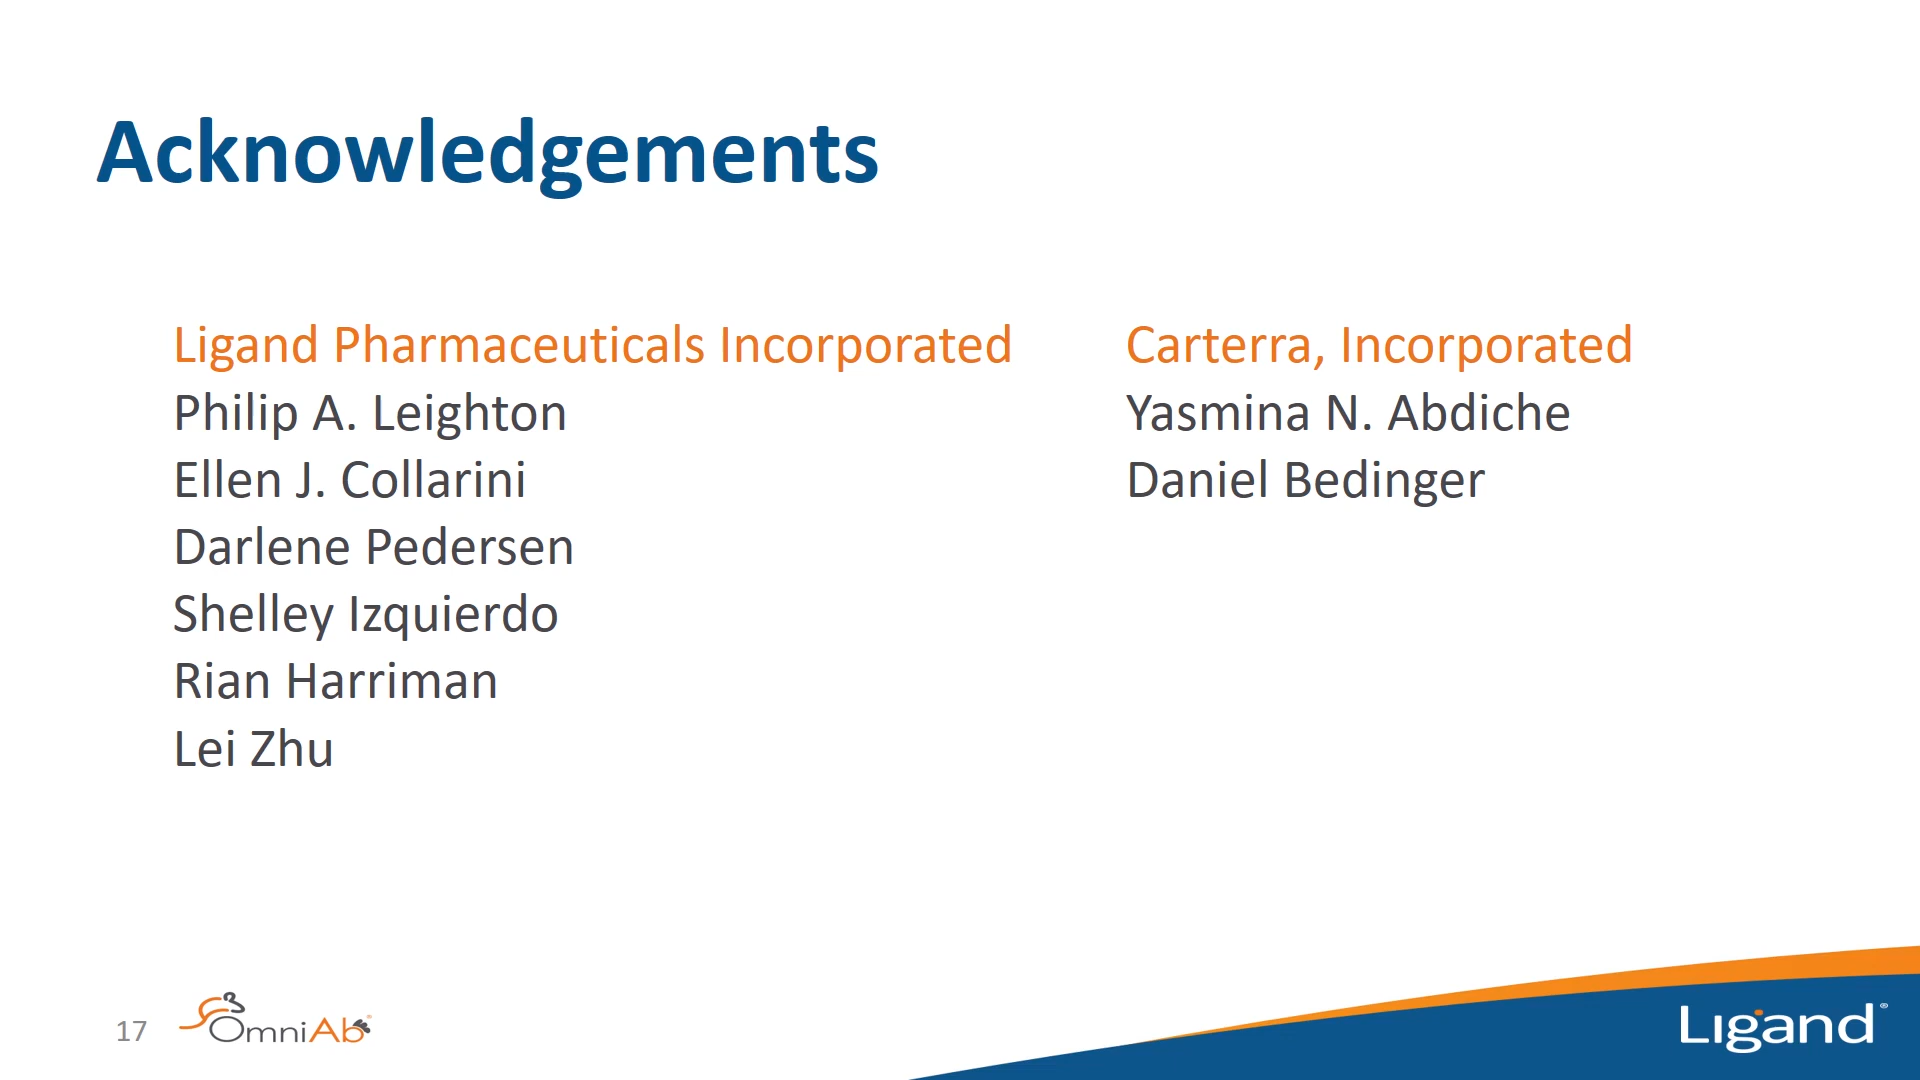 Acknowledgements
Ligand Pharmaceuticals Incorporated
Philip A. Leighton
Ellen J. Collarini
Darlene Pedersen
Shelley Izquierdo
Rian Harriman
Lei Zhu
Carterra, Incorporated
Yasmina N. Abdiche
Daniel Bedinger
17
OmniAb
Ligand®